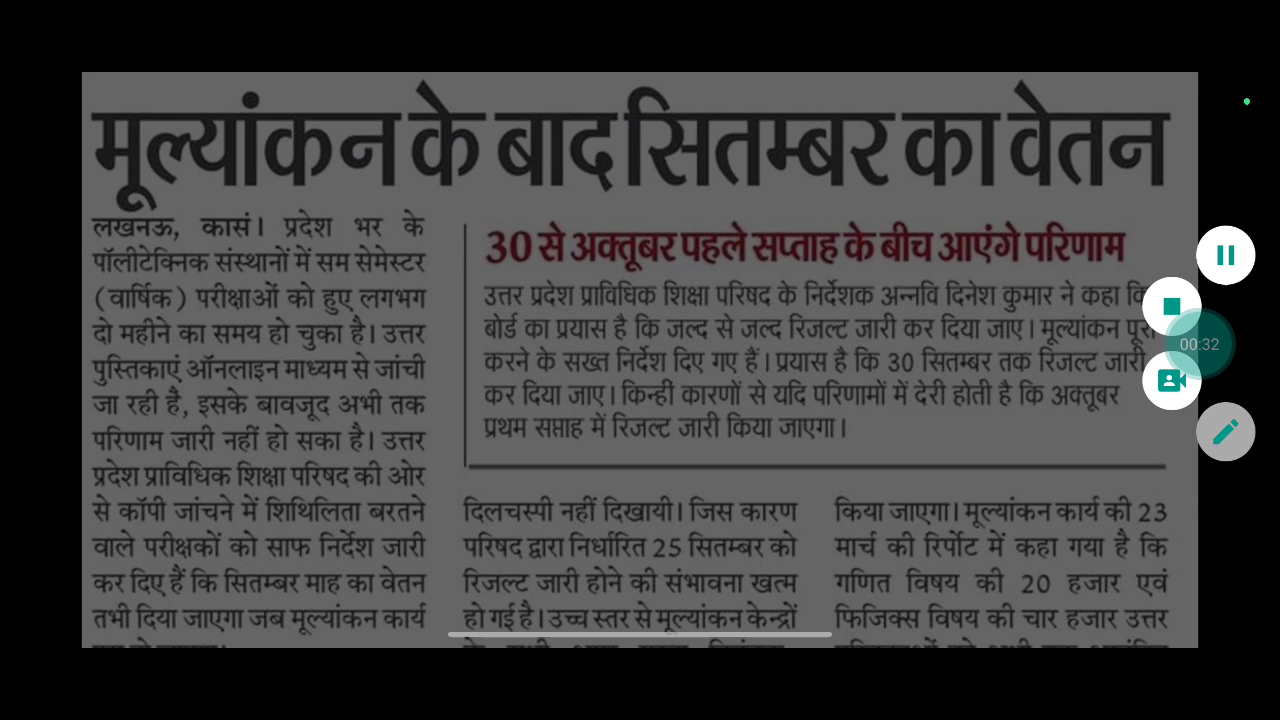 मूल्यांकन के बाद सितम्बर का वेतन
लखनऊ, कासं। प्रदेश भर के
पॉलीटेक्निक संस्थानों में सम सेमेस्टर
(वार्षिक) परीक्षाओं को हुए लगभग
दो महीने का समय हो चुका है। उत्तर
पुस्तिकाएं ऑनलाइन माध्यम से जांची
जा रही है, इसके बावजूद अभी तक
परिणाम जारी नहीं हो सका है। उत्तर
प्रदेश प्राविधिक शिक्षा परिषद की ओर
से कॉपी जांचने में शिथिलिता बरतने
वाले परीक्षकों को साफ निर्देश जारी
कर दिए हैं कि सितम्बर माह का वेतन
तभी दिया जाएगा जब मूल्यांकन कार्य
30 से अक्तूबर पहले सप्ताह के बीच आएंगे परिणाम
उत्तर प्रदेश प्राविधिक शिक्षा परिषद के निर्देशक अन्नवि दिनेश कुमार ने कहा कि
बोर्ड का प्रयास है कि जल्द से जल्द रिजल्ट जारी कर दिया जाए। मूल्यांकन पूरा
करने के सख्त निर्देश दिए गए हैं। प्रयास है कि 30 सितम्बर तक रिजल्ट जारी
कर दिया जाए। किन्ही कारणों से यदि परिणामों में देरी होती है कि अक्तूबर
प्रथम सप्ताह में रिजल्ट जारी किया जाएगा।
दिलचस्पी नहीं दिखायी। जिस कारण
परिषद द्वारा निर्धारित 25 सितम्बर को
रिजल्ट जारी होने की संभावना खत्म
हो गई है। उच्च स्तर से मूल्यांकन केन्द्रों
किया जाएगा। मूल्यांकन कार्य की 23
मार्च की रिपोंट में कहा गया है कि
गणित विषय की 20 हजार एवं
फिजिक्स विषय की चार हजार उत्तर
00:32